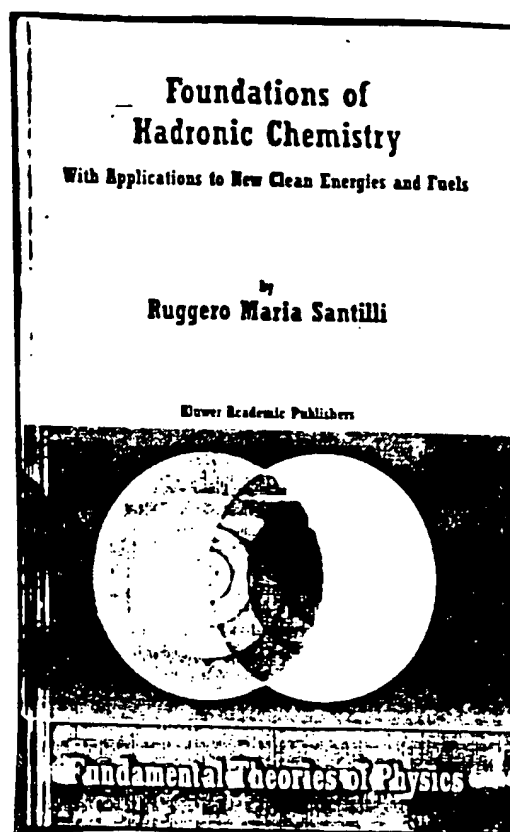 Foundations of
Hadronic Chemistry
With Applications to New Clean Energies and Fuels
by
Ruggero Maria Santilli
Kluwer Academic Publishers
Fundamental Theories of Physics